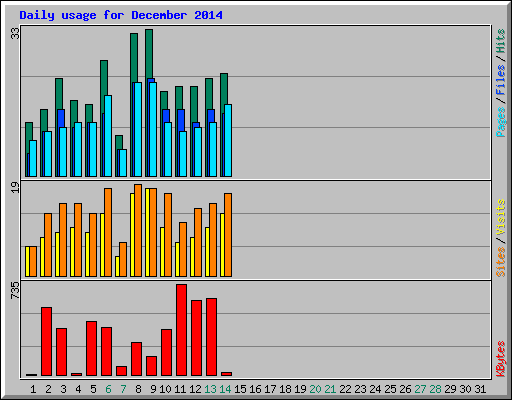 Daily usage for December 2014
33
Pages/Files/Hits
19
Sites/Visits
735
KBytes
1 2 3 4 5 6 7 8 9 10 11 12 13 14 15 16 17 18 19 20 21 22 23 24 25 26 27 28 29 30 31